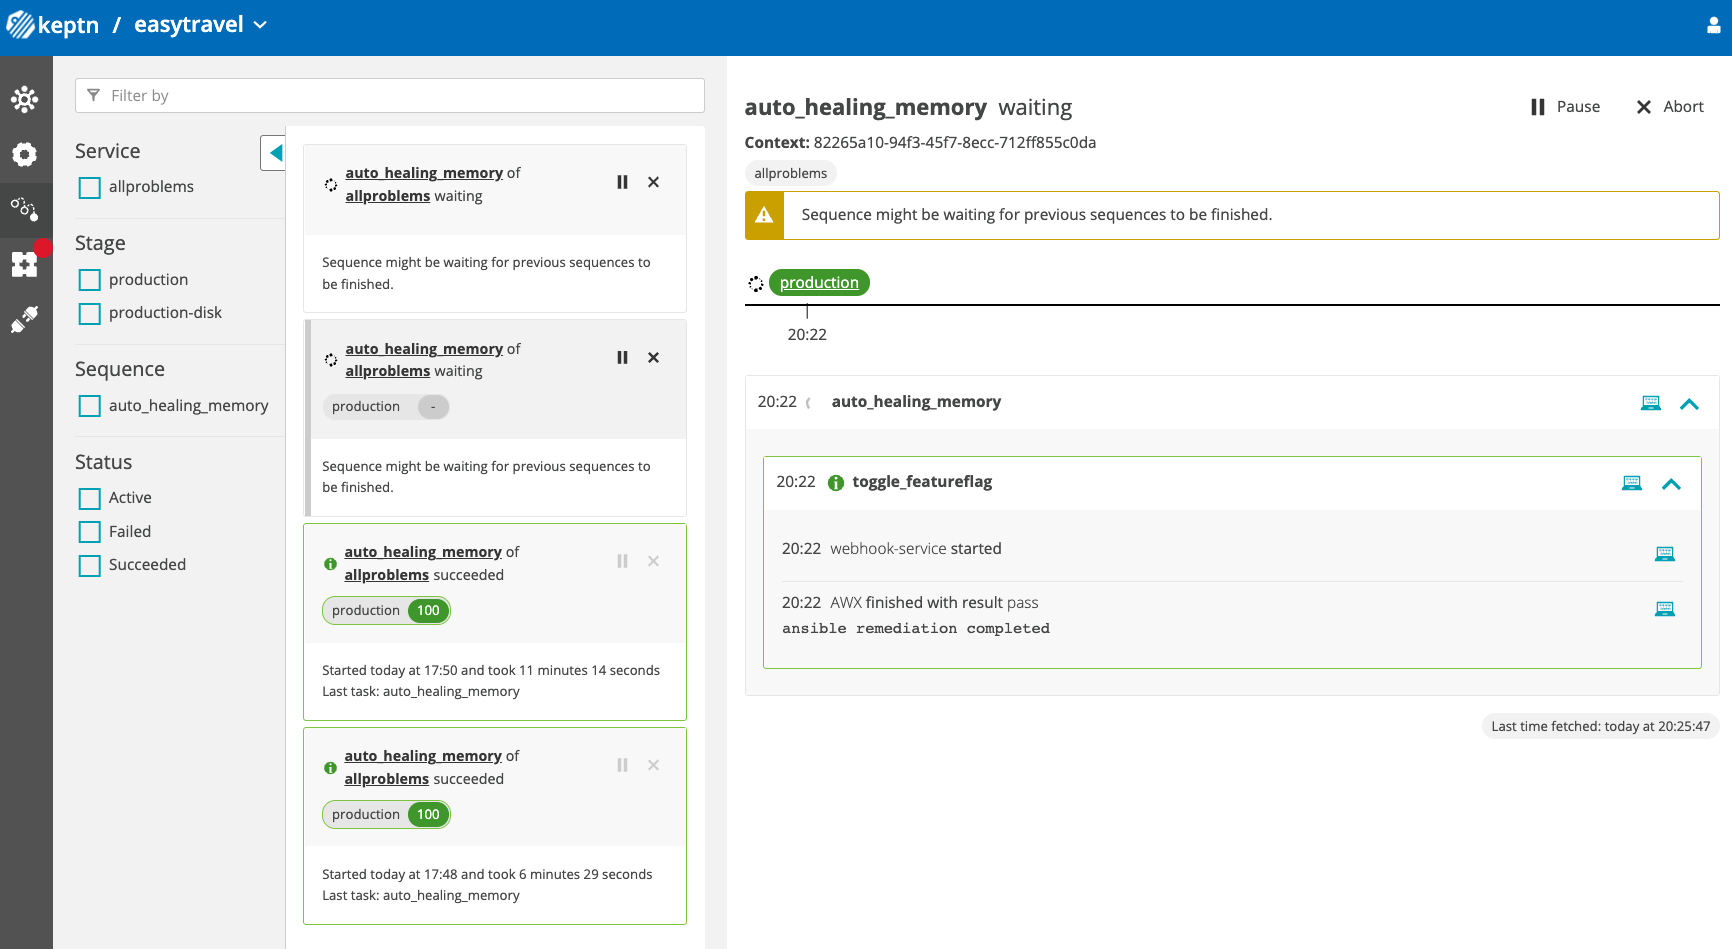 keptn / easytravel
Filter by
Service
allproblems
Stage
production
production-disk
Sequence
auto_healing_memory
Status
Active
Failed
Succeeded
auto_healing_memory of
allproblems waiting
Sequence might be waiting for previous sequences to
be finished.
auto_healing_memory of
allproblems waiting
production -
Sequence might be waiting for previous sequences to
be finished.
auto_healing_memory of
allproblems succeeded
production 100
Started today at 17:50 and took 11 minutes 14 seconds
Last task: auto_healing_memory
auto_healing_memory of
allproblems succeeded
production 100
Started today at 17:48 and took 6 minutes 29 seconds
Last task: auto_healing_memory
auto_healing_memory waiting
Pause
Abort
Context: 82265a10-94f3-45f7-8ecc-712ff855c0da
allproblems
Sequence might be waiting for previous sequences to be finished.
production
20:22
20:22 auto_healing_memory
20:22 toggle_featureflag
20:22 webhook-service started
20:22 AWX finished with result pass
ansible remediation completed
Last time fetched: today at 20:25:47